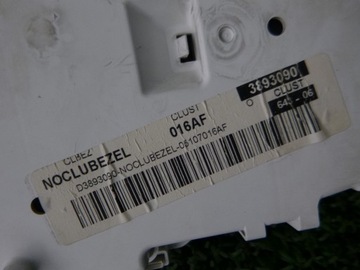 CLBEZ CLUST 3893090
NOCLUBEZEL 016AF CLUST
D3893090-NOCLUBEZEL-06107016AF